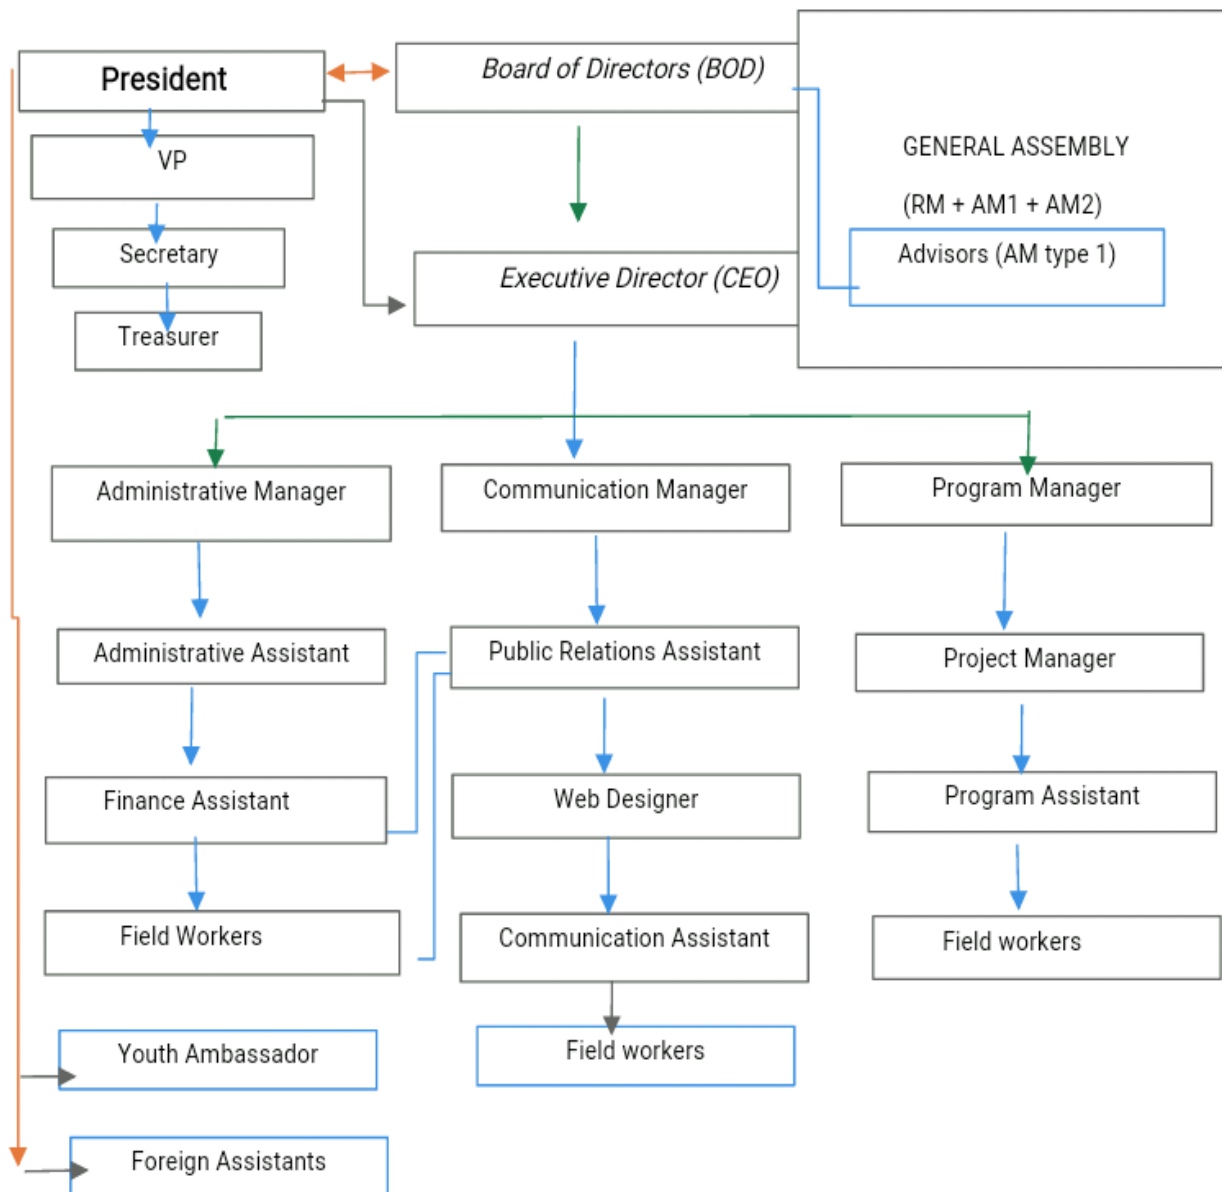 President
Board of Directors (BOD)
GENERAL ASSEMBLY
(RM + AM1 + AM2)
VP
Secretary
Advisors (AM type 1)
Executive Director (CEO)
Treasurer
Administrative Manager
Communication Manager
Program Manager
Administrative Assistant
Public Relations Assistant
Project Manager
Finance Assistant
Web Designer
Program Assistant
Field Workers
Communication Assistant
Field workers
Youth Ambassador
Field workers
Foreign Assistants